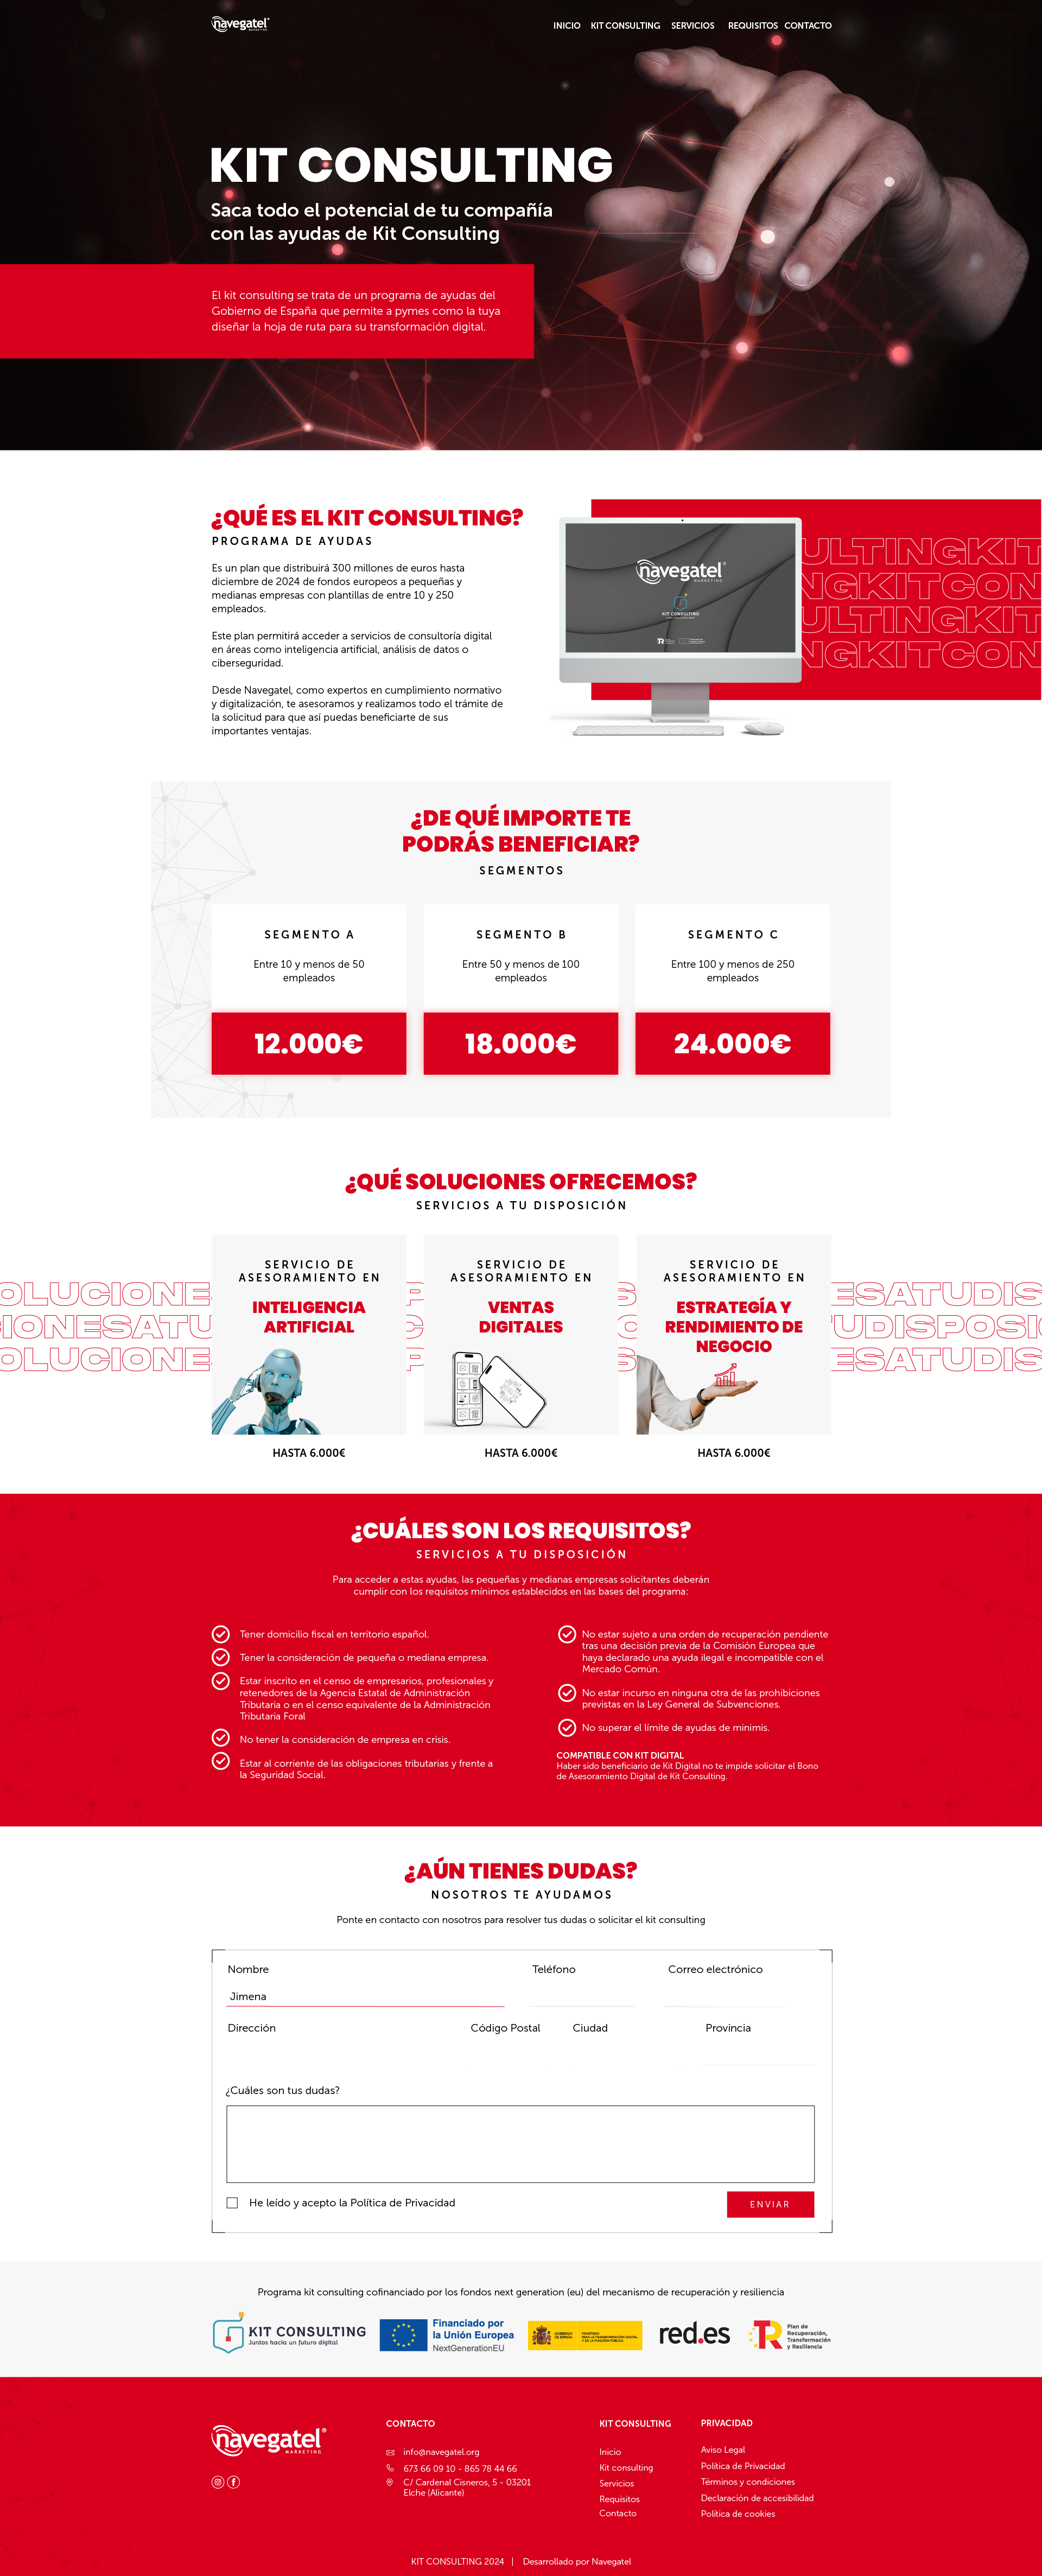 navegatel®
MARKETING
INICIO KIT CONSULTING SERVICIOS REQUISITOS CONTACTO
KIT CONSULTING
Saca todo el potencial de tu compañía
con las ayudas de Kit Consulting
El kit consulting se trata de un programa de ayudas del
Gobierno de España que permite a pymes como la tuya
diseñar la hoja de ruta para su transformación digital.
¿QUÉ ES EL KIT CONSULTING?
PROGRAMA DE AYUDAS
Es un plan que distribuirá 300 millones de euros hasta
diciembre de 2024 de fondos europeos a pequeñas y
medianas empresas con plantillas de entre 10 y 250
empleados.
Este plan permitirá acceder a servicios de consultoría digital
en áreas como inteligencia artificial, análisis de datos o
ciberseguridad.
Desde Navegatel, como expertos en cumplimiento normativo
y digitalización, te asesoramos y realizamos todo el trámite de
la solicitud para que así puedas beneficiarte de sus
importantes ventajas.
navegatel®
MARKETING
KIT CONSULTING
ULTINGKIT
NGKITCON
ULTINGKIT
NGKITCON
¿DE QUÉ IMPORTE TE
PODRÁS BENEFICIAR?
SEGMENTOS
SEGMENTO A
Entre 10 y menos de 50
empleados
12.000€
SEGMENTO B
Entre 50 y menos de 100
empleados
18.000€
SEGMENTO C
Entre 100 y menos de 250
empleados
24.000€
¿QUÉ SOLUCIONES OFRECEMOS?
SERVICIOS A TU DISPOSICIÓN
OLUCIONE
IONESATU
OLUCIONE
ESATUDIS
TUDISPOSI
ESATUDIS
SERVICIO DE
ASESORAMIENTO EN
INTELIGENCIA
ARTIFICIAL
HASTA 6.000€
SERVICIO DE
ASESORAMIENTO EN
VENTAS
DIGITALES
HASTA 6.000€
SERVICIO DE
ASESORAMIENTO EN
ESTRATEGÍA Y
RENDIMIENTO DE
NEGOCIO
HASTA 6.000€
¿CUÁLES SON LOS REQUISITOS?
SERVICIOS A TU DISPOSICIÓN
Para acceder a estas ayudas, las pequeñas y medianas empresas solicitantes deberán
cumplir con los requisitos mínimos establecidos en las bases del programa:
Tener domicilio fiscal en territorio español.
Tener la consideración de pequeña o mediana empresa.
Estar inscrito en el censo de empresarios, profesionales y
retenedores de la Agencia Estatal de Administración
Tributaria o en el censo equivalente de la Administración
Tributaria Foral
No tener la consideración de empresa en crisis.
Estar al corriente de las obligaciones tributarias y frente a
la Seguridad Social.
No estar sujeto a una orden de recuperación pendiente
tras una decisión previa de la Comisión Europea que
haya declarado una ayuda ilegal e incompatible con el
Mercado Común.
No estar incurso en ninguna otra de las prohibiciones
previstas en la Ley General de Subvenciones.
No superar el límite de ayudas de minimis.
COMPATIBLE CON KIT DIGITAL
Haber sido beneficiario de Kit Digital no te impide solicitar el Bono
de Asesoramiento Digital de Kit Consulting.
¿AÚN TIENES DUDAS?
NOSOTROS TE AYUDAMOS
Ponte en contacto con nosotros para resolver tus dudas o solicitar el kit consulting
Nombre Teléfono Correo electrónico
Jimena
Dirección Código Postal Ciudad Provincia
¿Cuáles son tus dudas?
He leído y acepto la Política de Privacidad
ENVIAR
Programa kit consulting cofinanciado por los fondos next generation (eu) del mecanismo de recuperación y resiliencia
KIT CONSULTING
Juntos hacia un futuro digital
Financiado por
la Unión Europea
NextGenerationEU
GOBIERNO
DE ESPAÑA
MINISTERIO
PARA LA TRANSFORMACIÓN DIGITAL
Y DE LA FUNCIÓN PÚBLICA
red.es
Plan de
Recuperación,
Transformación
y Resiliencia
navegatel®
MARKETING
CONTACTO
info@navegatel.org
673 66 09 10 - 865 78 44 66
C/ Cardenal Cisneros, 5 - 03201
Elche (Alicante)
KIT CONSULTING
Inicio
Kit consulting
Servicios
Requisitos
Contacto
PRIVACIDAD
Aviso Legal
Política de Privacidad
Términos y condiciones
Declaración de accesibilidad
Política de cookies
KIT CONSULTING 2024 | Desarrollado por Navegatel